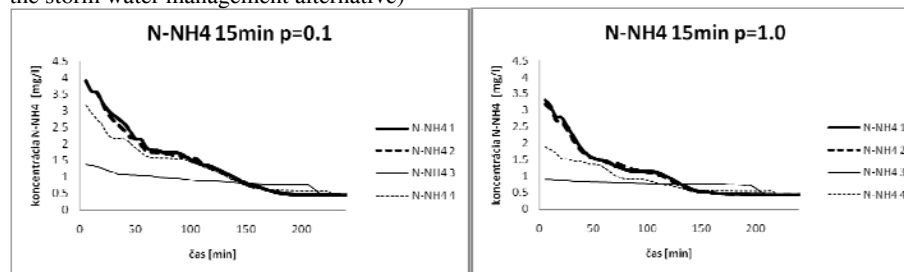 the storm water management alternative)
N-NH4 15min p=0.1
koncentrácia N-NH4 [mg/l]
4.5
4
3.5
3
2.5
2
1.5
1
0.5
0
0 50 100 150 200
čas [min]
N-NH4 1
N-NH4 2
N-NH4 3
N-NH4 4
N-NH4 15min p=1.0
koncentrácia N-NH4 [mg/l]
4.5
4
3.5
3
2.5
2
1.5
1
0.5
0
0 50 100 150 200
čas [min]
N-NH4 1
N-NH4 2
N-NH4 3
N-NH4 4